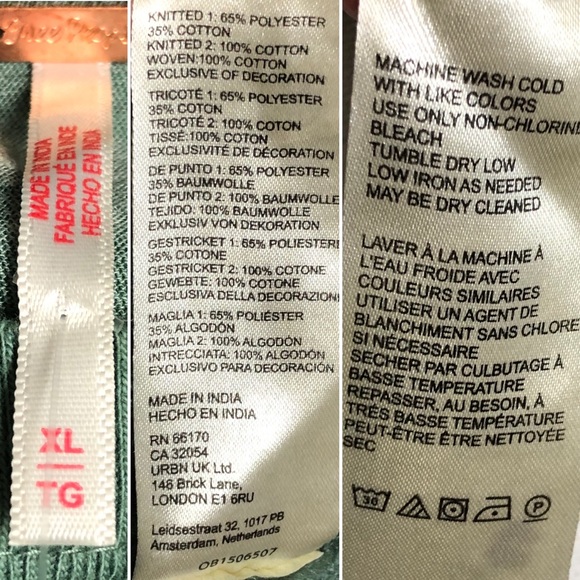 MADE IN INDIA
FABRIQUÉ EN INDE
HECHO EN INDIA
XL
TG
KNITTED 1: 65% POLYESTER
35% COTTON
KNITTED 2: 100% COTTON
WOVEN:100% COTTON
EXCLUSIVE OF DECORATION
TRICOTÉ 1: 65% POLYESTER
35% COTON
TRICOTÉ 2: 100% COTON
TISSÉ:100% COTON
EXCLUSIVITÉ DE DÉCORATION
DE PUNTO 1: 65% POLYESTER
35% BAUMWOLLE
DE PUNTO 2: 100% BAUMWOLLE
TEJIDO: 100% BAUMWOLLE
EXKLUSIV VON DEKORATION
GESTRICKET 1: 65% POLIESTERE
35% COTONE
GESTRICKET 2: 100% COTONE
GEWEBTE: 100% COTONE
ESCLUSIVA DELLA DECORAZIONE
MAGLIA 1: 65% POLIÉSTER
35% ALGODÓN
MAGLIA 2: 100% ALGODÓN
INTRECCIATA: 100% ALGODÓN
EXCLUSIVO PARA DECORACIÓN
MADE IN INDIA
HECHO EN INDIA
RN 66170
CA 32054
URBN UK Ltd.
146 Brick Lane,
LONDON E1 6RU
Leidsestraat 32, 1017 PB
Amsterdam, Netherlands
OB1506507
MACHINE WASH COLD
WITH LIKE COLORS
USE ONLY NON-CHLORINE
BLEACH
TUMBLE DRY LOW
LOW IRON AS NEEDED
MAY BE DRY CLEANED
LAVER À LA MACHINE À
L'EAU FROIDE AVEC
COULEURS SIMILAIRES
UTILISER UN AGENT DE
BLANCHIMENT SANS CHLORE
SI NÉCESSAIRE
SECHER PAR CULBUTAGE À
BASSE TEMPERATURE
REPASSER, AU BESOIN, À
TRÈS BASSE TEMPÉRATURE
PEUT-ÊTRE ÊTRE NETTOYÉE
SEC
30
P